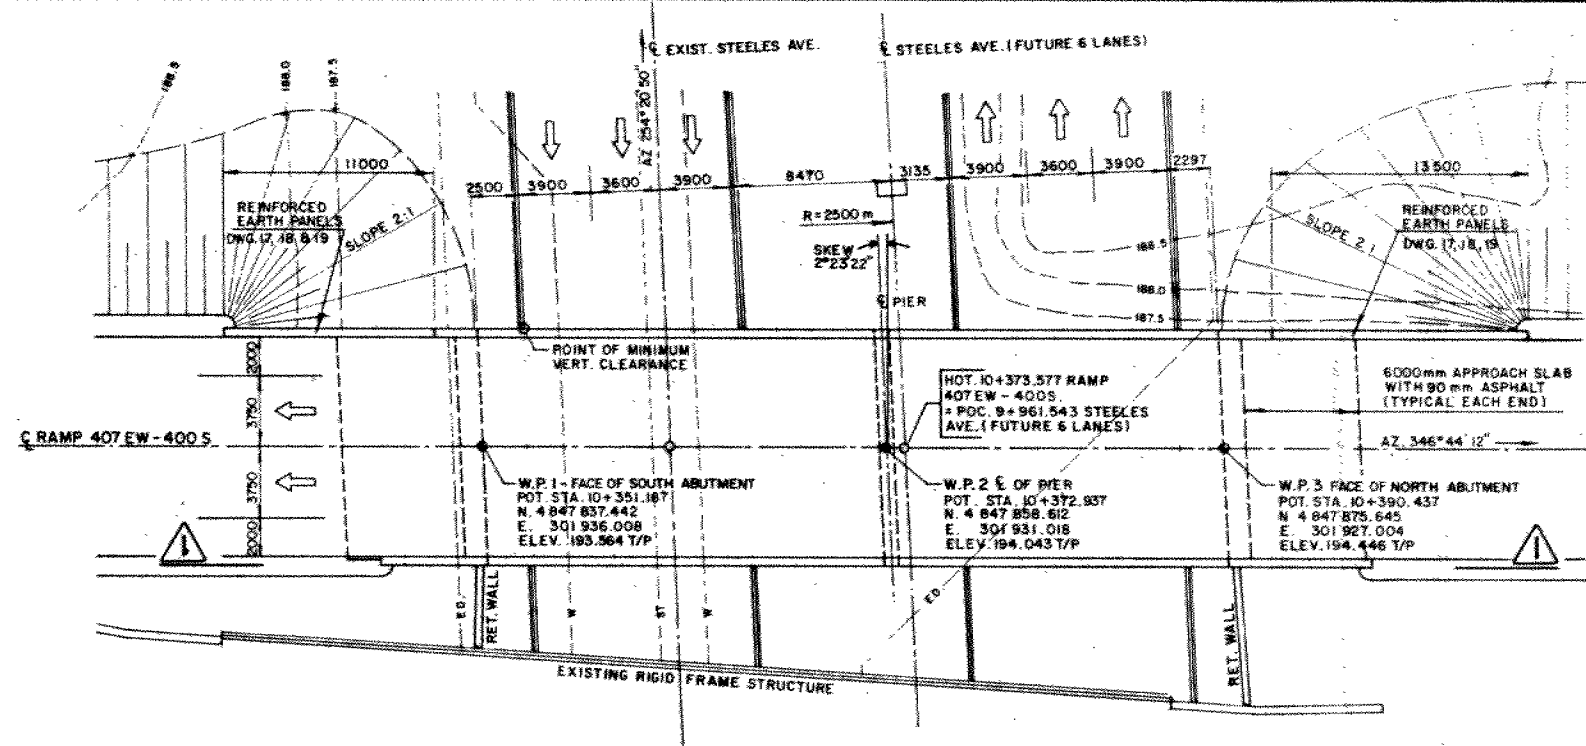 ℄ EXIST. STEELES AVE.
℄ STEELES AVE. (FUTURE 6 LANES)
188.5
188.0
187.5
AZ 254° 20' 50"
11000
2500
3900
3600
3900
8470
3135
3900
3600
3900
2297
13500
REINFORCED
EARTH PANELS
DWG. 17, 18, & 19
SLOPE 2:1
R = 2500 m
SKEW
2°23'22"
℄ PIER
188.5
188.0
187.5
SLOPE 2:1
REINFORCED
EARTH PANELS
DWG. 17, 18, 19
POINT OF MINIMUM
VERT. CLEARANCE
2000
3750
3750
2000
HOT. 10+373.577 RAMP
407 EW - 400S.
= POC. 9+961.543 STEELES
AVE. (FUTURE 6 LANES)
6000mm APPROACH SLAB
WITH 90 mm ASPHALT
(TYPICAL EACH END)
℄ RAMP 407 EW - 400 S
AZ. 346° 44' 12"
W.P. 1 - FACE OF SOUTH ABUTMENT
POT. STA. 10+351.187
N. 4 847 837.442
E. 301 936.008
ELEV. 193.564 T/P
W.P. 2 ℄ OF PIER
POT. STA. 10+372.937
N. 4 847 858.612
E. 301 931.018
ELEV. 194.043 T/P
W.P. 3 FACE OF NORTH ABUTMENT
POT. STA. 10+390.437
N 4 847 875.645
E. 301 927.004
ELEV. 194.446 T/P
1
1
E.D.
RET. WALL
W
ST
W
E.D.
RET. WALL
EXISTING RIGID FRAME STRUCTURE